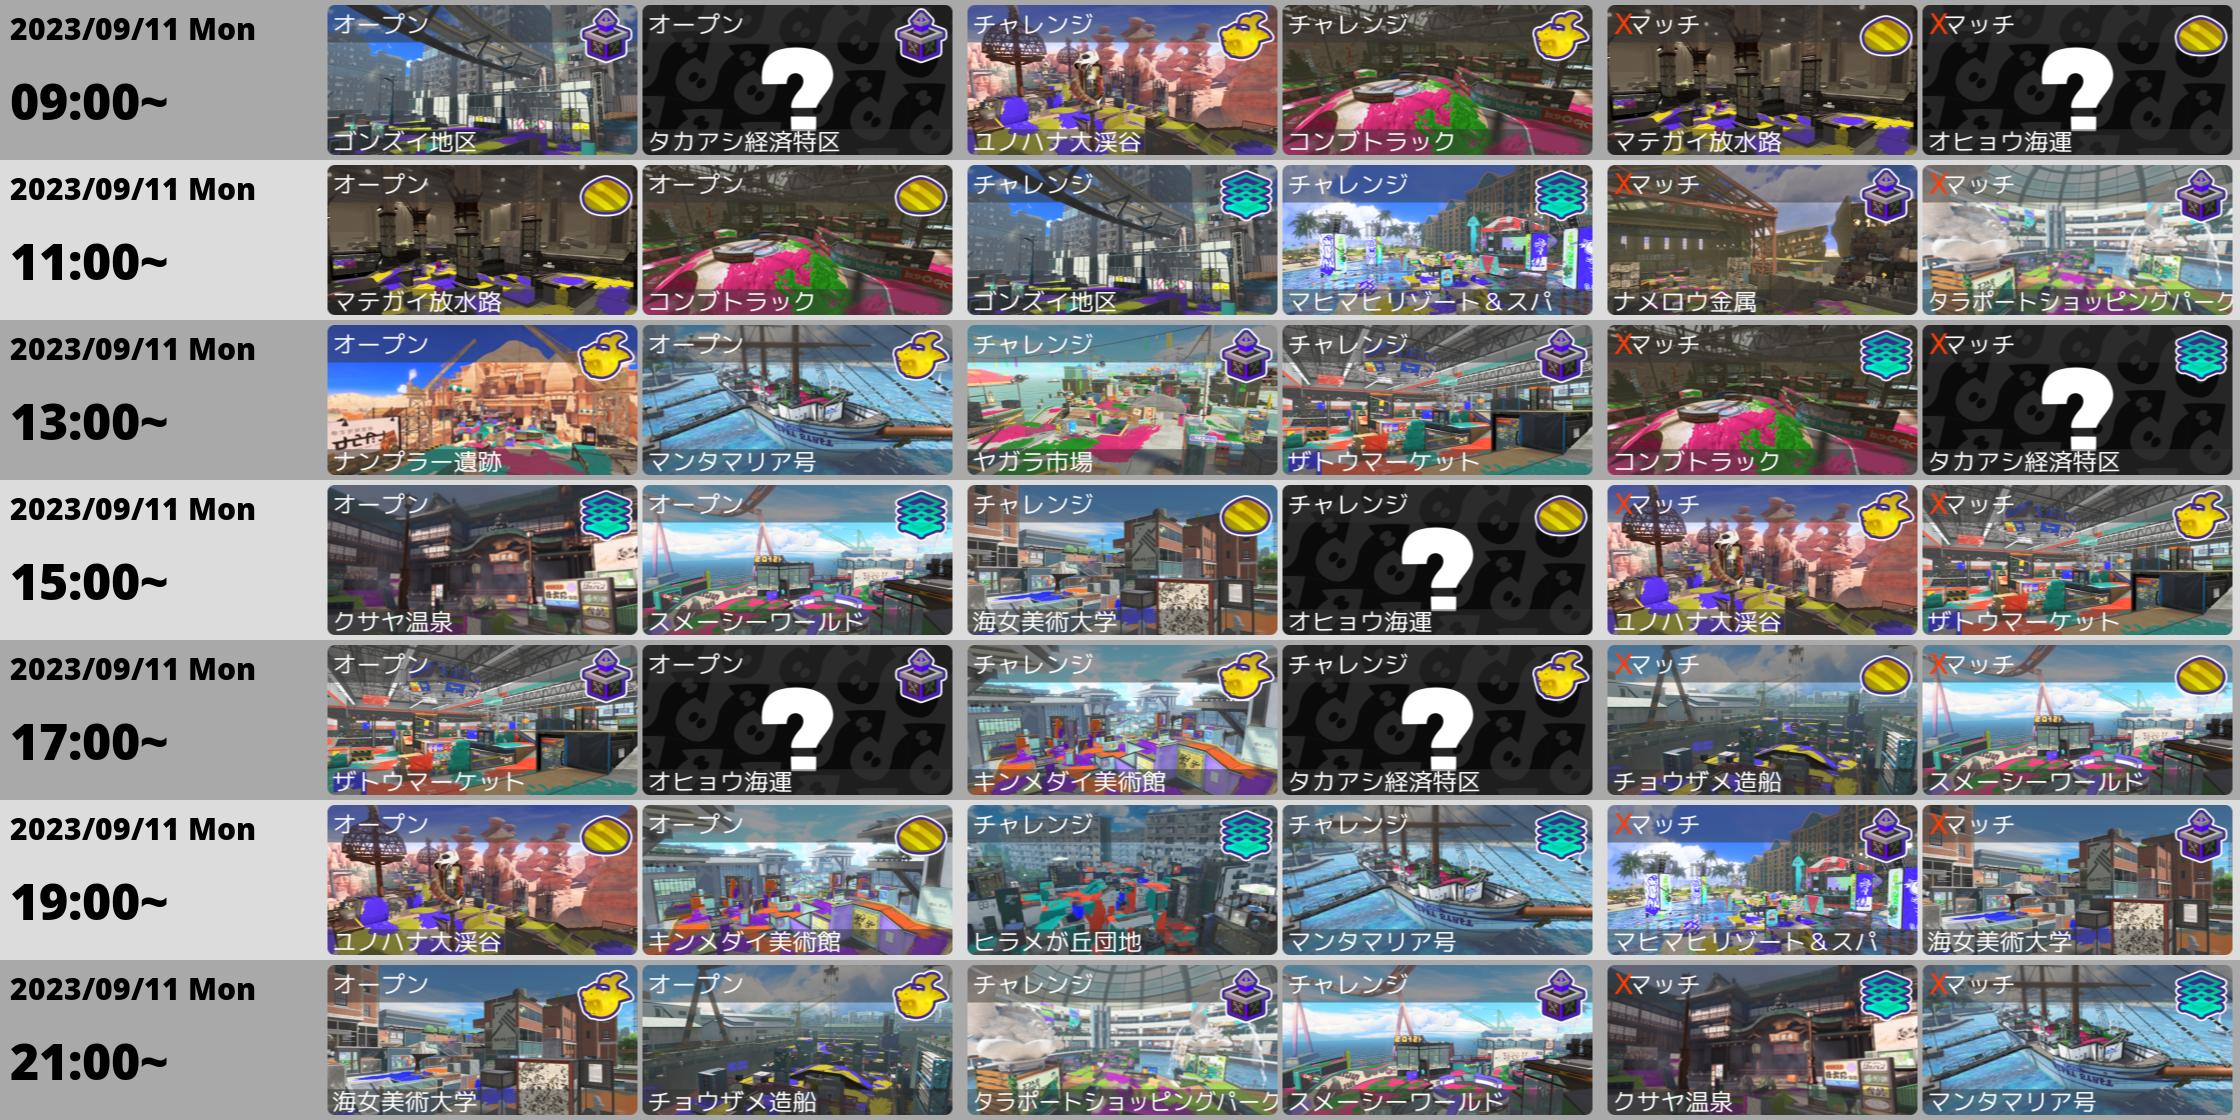 2023/09/11 Mon
09:00~
オープン
ゴンズイ地区
オープン
?
タカアシ経済特区
チャレンジ
ユノハナ大渓谷
チャレンジ
コンブトラック
Xマッチ
マテガイ放水路
Xマッチ
?
オヒョウ海運
2023/09/11 Mon
11:00~
オープン
マテガイ放水路
オープン
コンブトラック
チャレンジ
ゴンズイ地区
チャレンジ
マヒマヒリゾート&スパ
Xマッチ
ナメロウ金属
Xマッチ
タラポートショッピングパーク
2023/09/11 Mon
13:00~
オープン
ナンプラー遺跡
オープン
マンタマリア号
チャレンジ
ヤガラ市場
チャレンジ
ザトウマーケット
Xマッチ
コンブトラック
Xマッチ
?
タカアシ経済特区
2023/09/11 Mon
15:00~
オープン
クサヤ温泉
オープン
スメーシーワールド
チャレンジ
海女美術大学
チャレンジ
?
オヒョウ海運
Xマッチ
ユノハナ大渓谷
Xマッチ
ザトウマーケット
2023/09/11 Mon
17:00~
オープン
ザトウマーケット
オープン
?
オヒョウ海運
チャレンジ
キンメダイ美術館
チャレンジ
?
タカアシ経済特区
Xマッチ
チョウザメ造船
Xマッチ
スメーシーワールド
2023/09/11 Mon
19:00~
オープン
ユノハナ大渓谷
オープン
キンメダイ美術館
チャレンジ
ヒラメが丘団地
チャレンジ
マンタマリア号
Xマッチ
マヒマヒリゾート&スパ
Xマッチ
海女美術大学
2023/09/11 Mon
21:00~
オープン
海女美術大学
オープン
チョウザメ造船
チャレンジ
タラポートショッピングパーク
チャレンジ
スメーシーワールド
Xマッチ
クサヤ温泉
Xマッチ
マンタマリア号